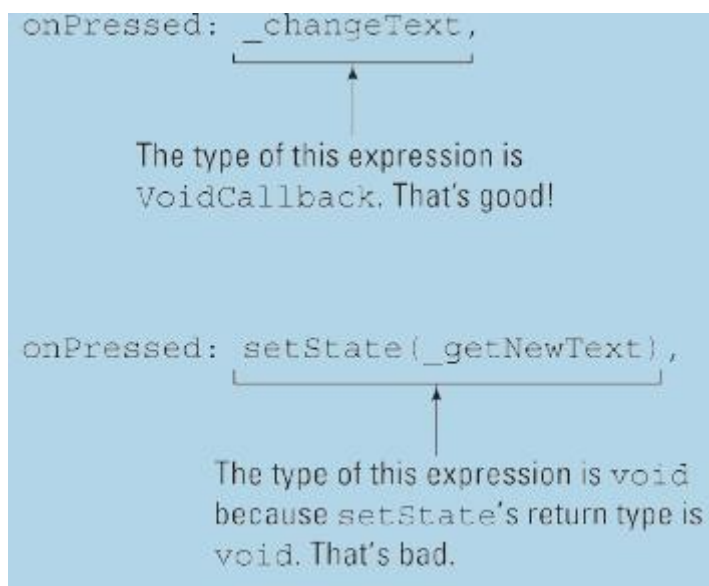 onPressed: _changeText,
The type of this expression is
VoidCallback. That's good!
onPressed: setState(_getNewText),
The type of this expression is void
because setState's return type is
void. That's bad.